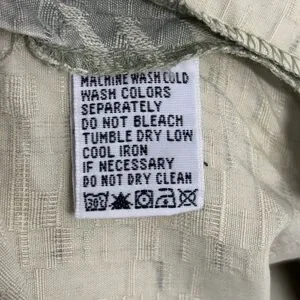 MACHINE WASH COLD
WASH COLORS
SEPARATELY
DO NOT BLEACH
TUMBLE DRY LOW
COOL IRON
IF NECESSARY
DO NOT DRY CLEAN
30